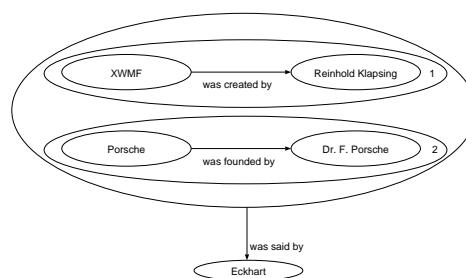 XWMF
was created by
Reinhold Klapsing
1
Porsche
was founded by
Dr. F. Porsche
2
was said by
Eckhart